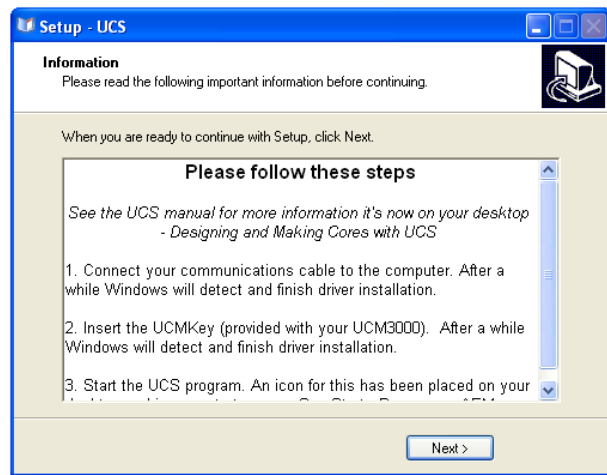 Setup - UCS
Information
Please read the following important information before continuing.
When you are ready to continue with Setup, click Next.
Please follow these steps
See the UCS manual for more information it's now on your desktop
- Designing and Making Cores with UCS
1. Connect your communications cable to the computer. After a
while Windows will detect and finish driver installation.
2. Insert the UCMKey (provided with your UCM3000).  After a while
Windows will detect and finish driver installation.
3. Start the UCS program. An icon for this has been placed on your
Next >